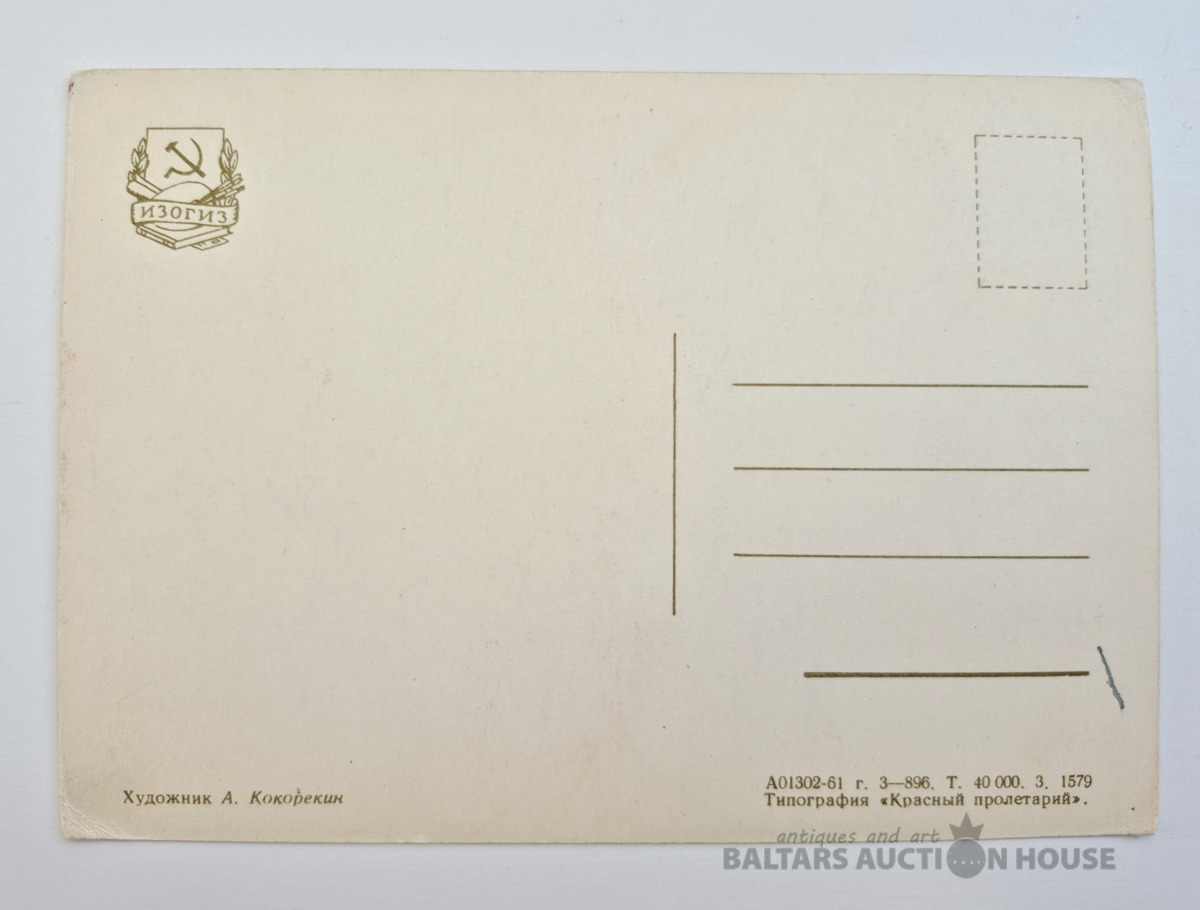 ИЗОГИЗ
Художник А. Кокорекин
А01302-61 г. 3—896. Т. 40 000. З. 1579
Типография «Красный пролетарий».
antiques and art
BALTARS AUCTION HOUSE